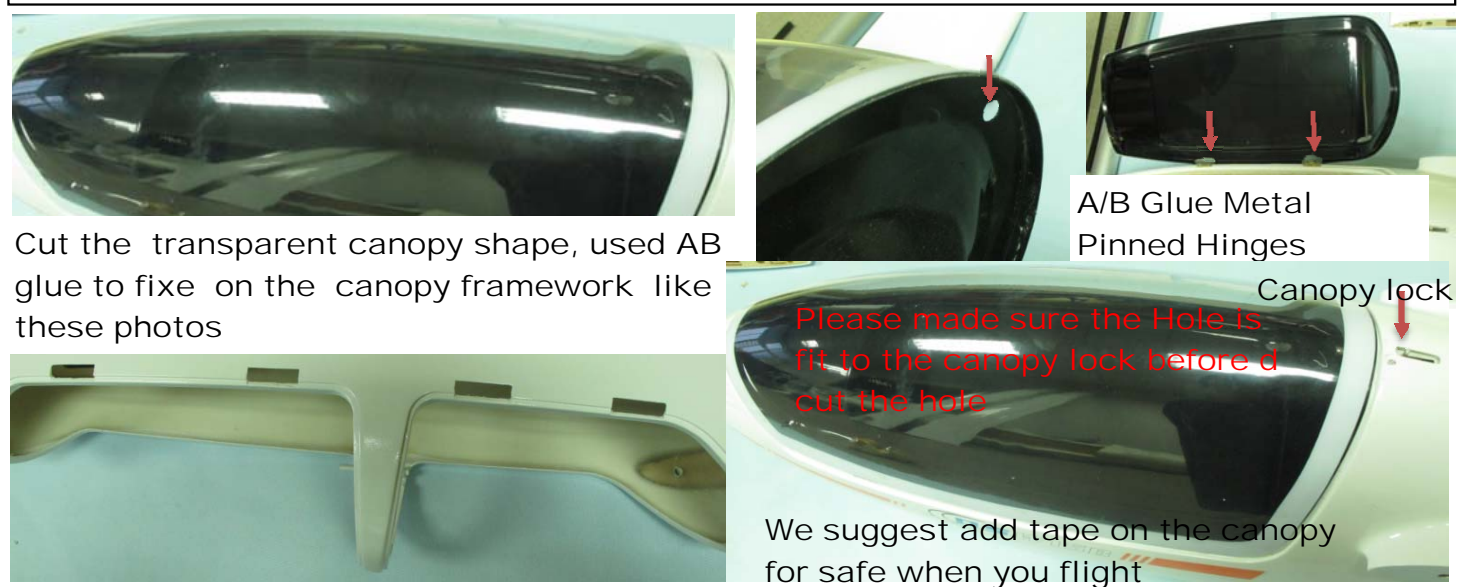 Cut the transparent canopy shape, used AB
glue to fixe on the canopy framework like
these photos
A/B Glue Metal
Pinned Hinges
Canopy lock
Please made sure the Hole is
fit to the canopy lock before d
cut the hole
We suggest add tape on the canopy
for safe when you flight